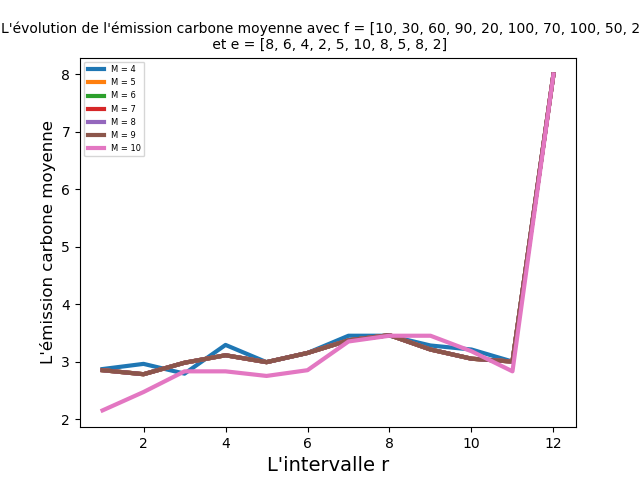 L'évolution de l'émission carbone moyenne avec f = [10, 30, 60, 90, 20, 100, 70, 100, 50, 2
et e = [8, 6, 4, 2, 5, 10, 8, 5, 8, 2]
8
7
6
5
4
3
2
L'émission carbone moyenne
M = 4
M = 5
M = 6
M = 7
M = 8
M = 9
M = 10
2
4
6
8
10
12
L'intervalle r